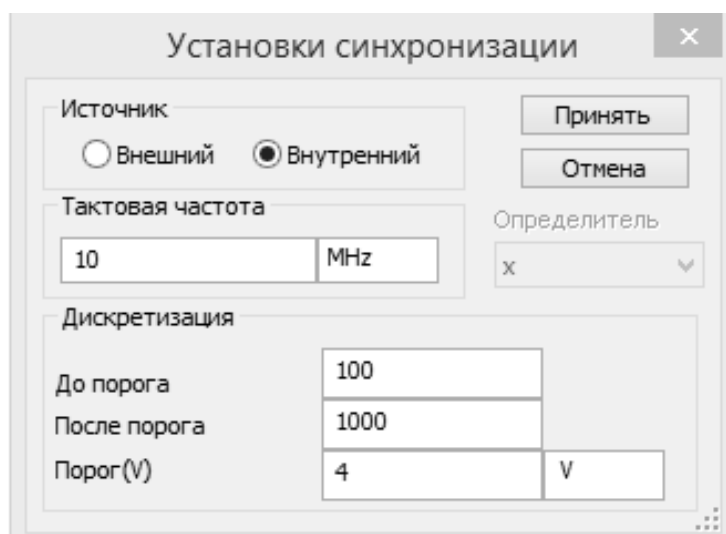 Установки синхронизации
Источник
Внешний Внутренний
Принять
Отмена
Тактовая частота
10 MHz
Определитель
x
Дискретизация
До порога 100
После порога 1000
Порог(V) 4 V